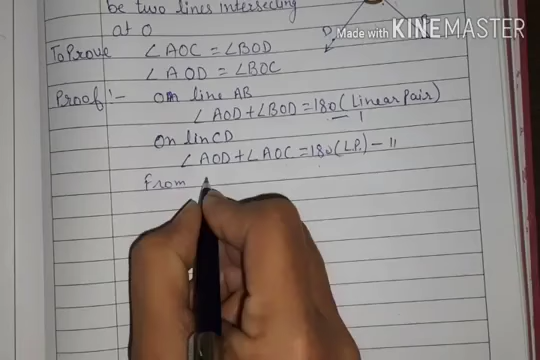 be two lines intersecting
at O
D
Made with KINEMASTER
To Prove ∠AOC = ∠BOD
∠AOD = ∠BOC
Proof:- on line AB
∠AOD + ∠BOD = 180 (Linear pair)
— I
On lin CD
∠AOD + ∠AOC = 180 (L.P.) - II
from